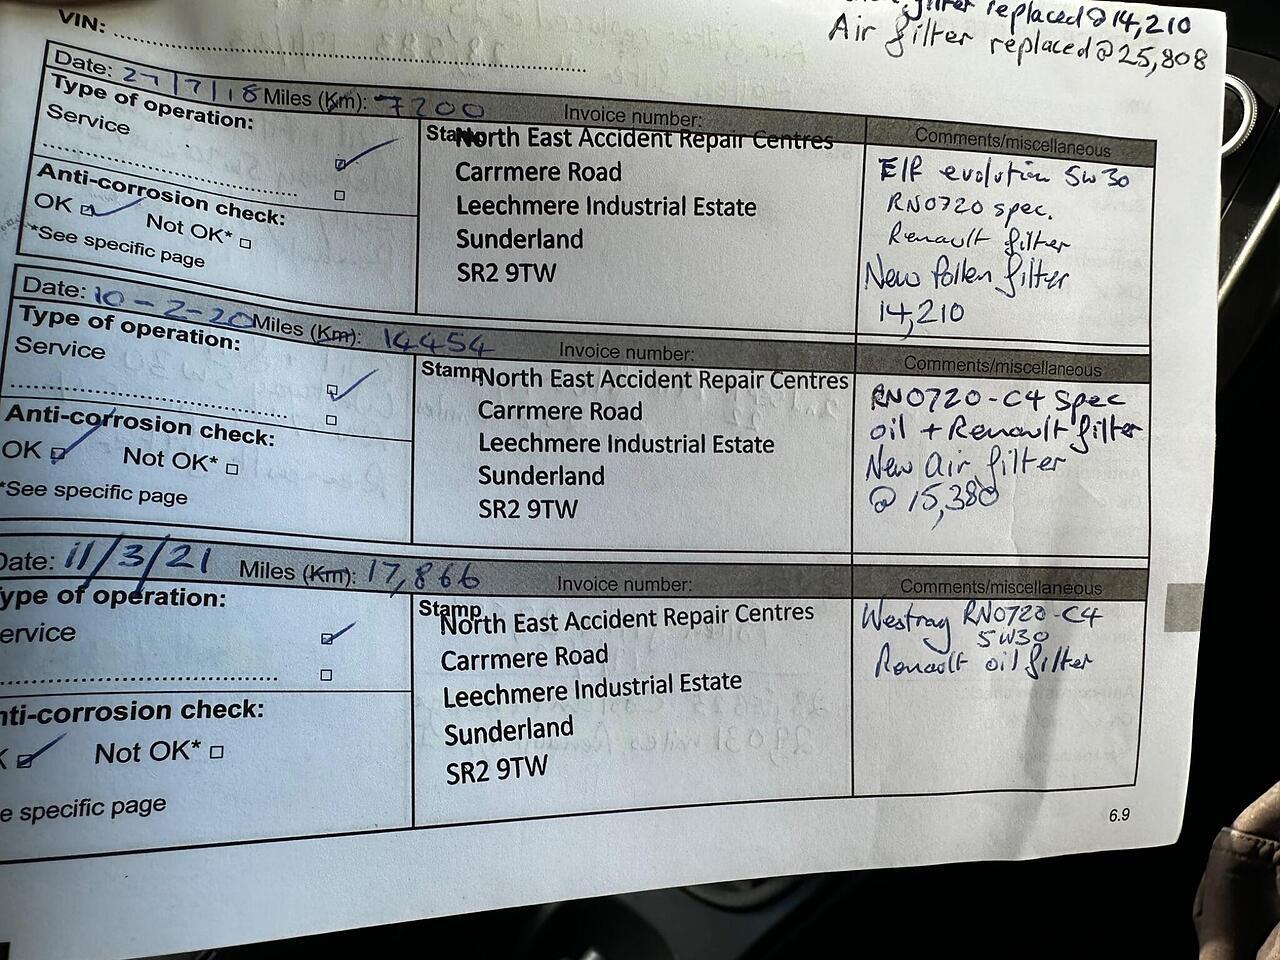 filter replaced @ 14,210
Air filter replaced @ 25,808
VIN:
Date: 27/7/18 Miles (Km): 7200 Invoice number:
Type of operation:
Service
Anti-corrosion check:
OK Not OK*
*See specific page
Stamp
North East Accident Repair Centres
Carrmere Road
Leechmere Industrial Estate
Sunderland
SR2 9TW
Comments/miscellaneous
Elf evolution 5w30
RN0720 spec.
Renault filter
New Pollen filter
14,210
Date: 10-2-20 Miles (Km): 14454 Invoice number:
Type of operation:
Service
Anti-corrosion check:
OK Not OK*
*See specific page
Stamp
North East Accident Repair Centres
Carrmere Road
Leechmere Industrial Estate
Sunderland
SR2 9TW
Comments/miscellaneous
RN0720-C4 Spec
oil + Renault filter
New Air filter
@ 15,380
Date: 11/3/21 Miles (Km): 17,866 Invoice number:
ype of operation:
ervice
nti-corrosion check:
K Not OK*
e specific page
Stamp
North East Accident Repair Centres
Carrmere Road
Leechmere Industrial Estate
Sunderland
SR2 9TW
Comments/miscellaneous
Westray RN0720-C4
5W30
Renault oil filter
6.9